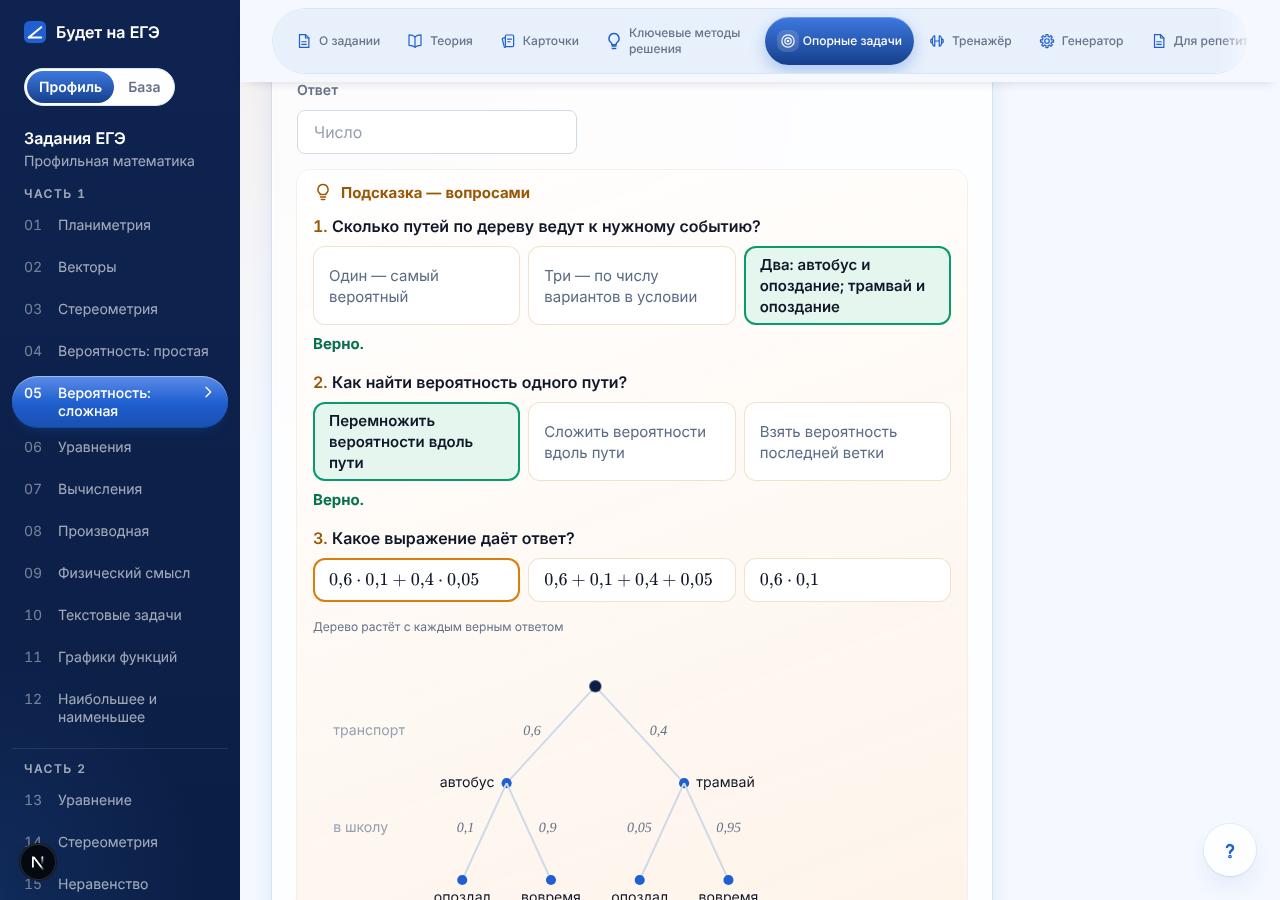 Будет на ЕГЭ
Профиль
База
Задания ЕГЭ
Профильная математика
ЧАСТЬ 1
01 Планиметрия
02 Векторы
03 Стереометрия
04 Вероятность: простая
05 Вероятность:
сложная
06 Уравнения
07 Вычисления
08 Производная
09 Физический смысл
10 Текстовые задачи
11 Графики функций
12 Наибольшее и
наименьшее
ЧАСТЬ 2
13 Уравнение
14 Стереометрия
N
15 Неравенство
О задании
Теория
Карточки
Ключевые методы
решения
Опорные задачи
Тренажёр
Генератор
Для репетит
Ответ
Число
Подсказка — вопросами
1. Сколько путей по дереву ведут к нужному событию?
Один — самый
вероятный
Три — по числу
вариантов в условии
Два: автобус и
опоздание; трамвай и
опоздание
Верно.
2. Как найти вероятность одного пути?
Перемножить
вероятности вдоль
пути
Сложить вероятности
вдоль пути
Взять вероятность
последней ветки
Верно.
3. Какое выражение даёт ответ?
0,6 · 0,1 + 0,4 · 0,05
0,6 + 0,1 + 0,4 + 0,05
0,6 · 0,1
Дерево растёт с каждым верным ответом
транспорт 0,6 0,4
автобус трамвай
в школу 0,1 0,9 0,05 0,95
опоздал вовремя опоздал вовремя
?